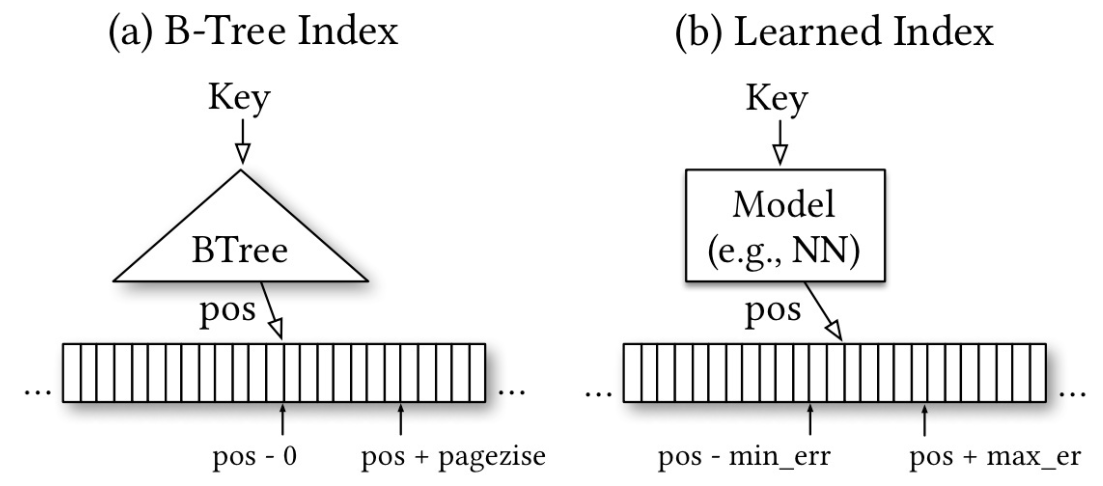 (a) B-Tree Index
Key
BTree
pos
...
...
pos - 0
pos + pagezise
(b) Learned Index
Key
Model
(e.g., NN)
pos
...
...
pos - min_err
pos + max_er